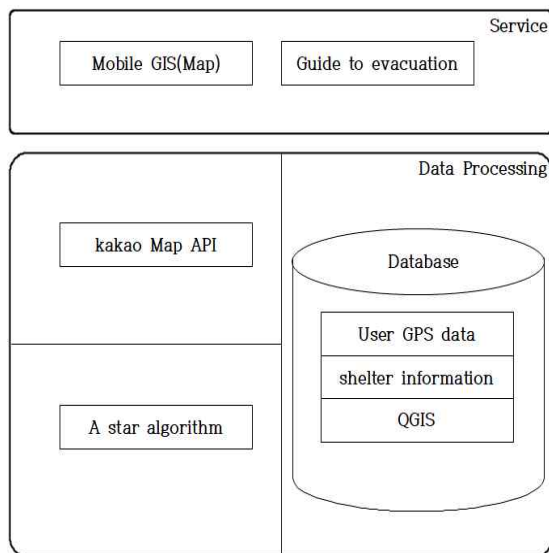 Service
Mobile GIS(Map)
Guide to evacuation
Data Processing
kakao Map API
A star algorithm
Database
User GPS data
shelter information
QGIS